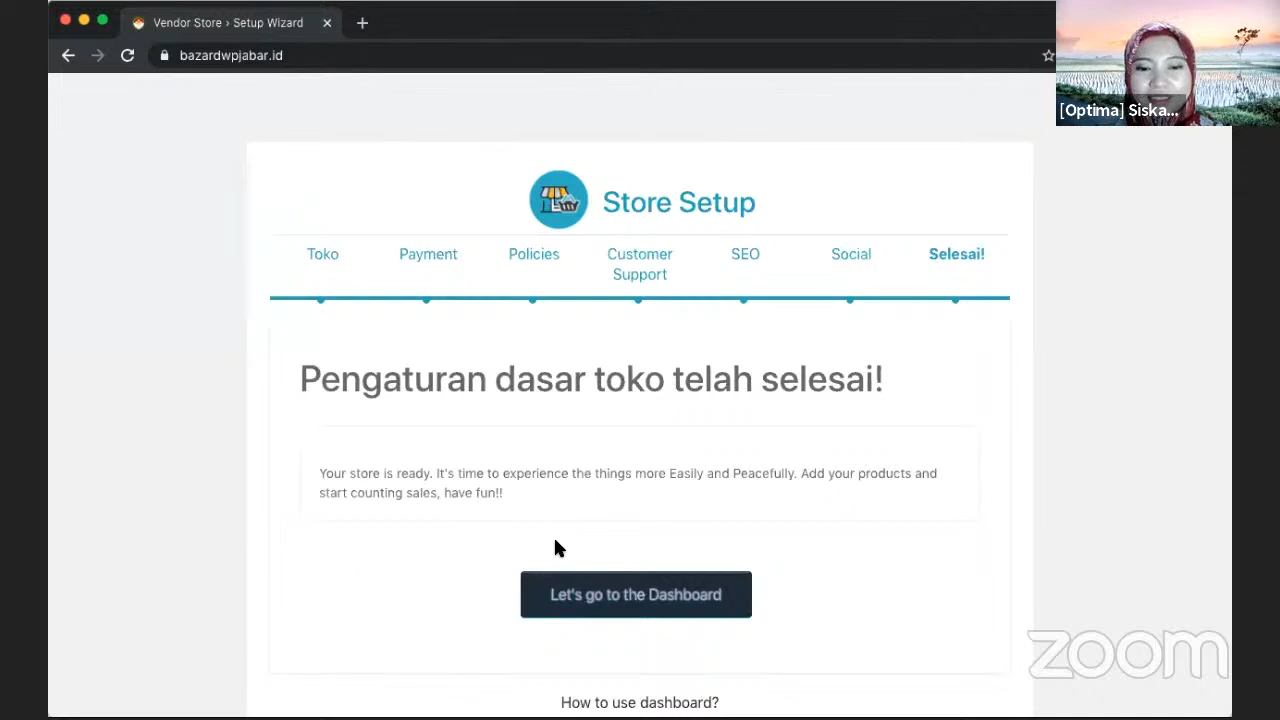 Vendor Store › Setup Wizard
bazardwpjabar.id
[Optima] Siska...
Store Setup
Toko
Payment
Policies
Customer
Support
SEO
Social
Selesai!
Pengaturan dasar toko telah selesai!
Your store is ready. It's time to experience the things more Easily and Peacefully. Add your products and
start counting sales, have fun!!
Let's go to the Dashboard
zoom
How to use dashboard?